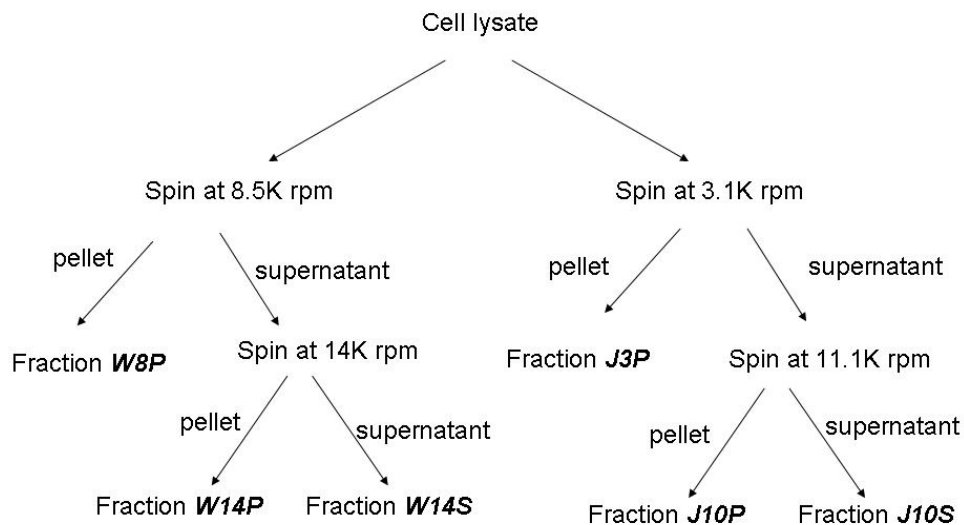 Cell lysate
Spin at 8.5K rpm
Spin at 3.1K rpm
pellet
supernatant
pellet
supernatant
Fraction W8P
Spin at 14K rpm
Fraction J3P
Spin at 11.1K rpm
pellet
supernatant
pellet
supernatant
Fraction W14P
Fraction W14S
Fraction J10P
Fraction J10S